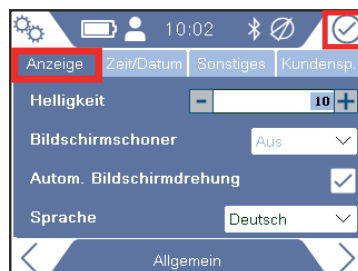 10:02
Anzeige Zeit/Datum Sonstiges Kundensp.
Helligkeit - 10 +
Bildschirmschoner Aus
Autom. Bildschirmdrehung
Sprache Deutsch
Allgemein